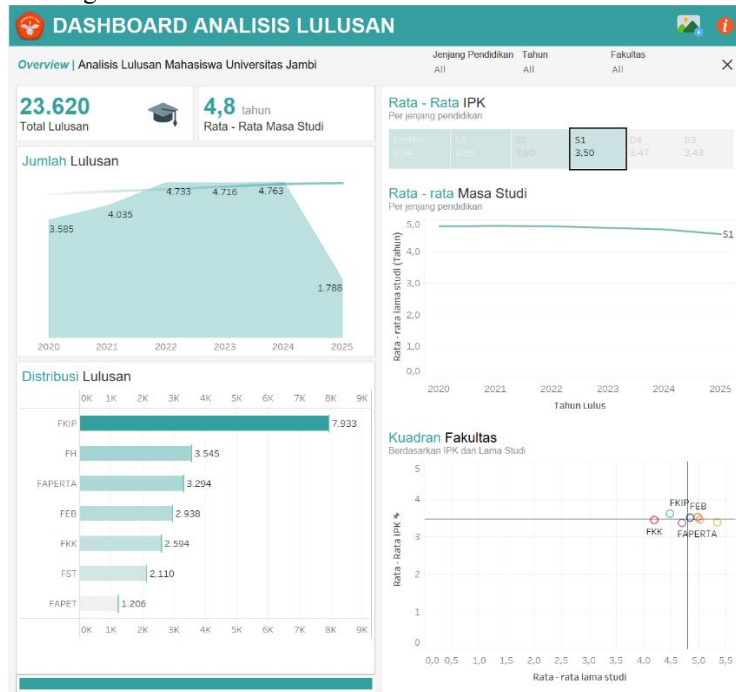 DASHBOARD ANALISIS LULUSAN
Overview | Analisis Lulusan Mahasiswa Universitas Jambi
Jenjang Pendidikan Tahun Fakultas
All All All
23.620
Total Lulusan
4,8 tahun
Rata - Rata Masa Studi
Jumlah Lulusan
3.585
4.035
4.733
4.716
4.763
1.788
2020 2021 2022 2023 2024 2025
Distribusi Lulusan
0K 1K 2K 3K 4K 5K 6K 7K 8K 9K
FKIP 7.933
FH 3.545
FAPERTA 3.294
FEB 2.938
FKK 2.594
FST 2.110
FAPET 1.206
0K 1K 2K 3K 4K 5K 6K 7K 8K 9K
Rata - Rata IPK
Per jenjang pendidikan
S2 S1 D4 D3
3,50 3,47 3,43
Rata - rata Masa Studi
Per jenjang pendidikan
Rata - rata lama studi (Tahun)
5,0
4,0
3,0
2,0
1,0
0,0
S1
2020 2021 2022 2023 2024 2025
Tahun Lulus
Kuadran Fakultas
Berdasarkan IPK dan Lama Studi
Rata - Rata IPK
5
4
3
2
1
0
FKIP
FEB
FKK
FAPERTA
0,0 0,5 1,0 1,5 2,0 2,5 3,0 3,5 4,0 4,5 5,0 5,5
Rata - rata lama studi